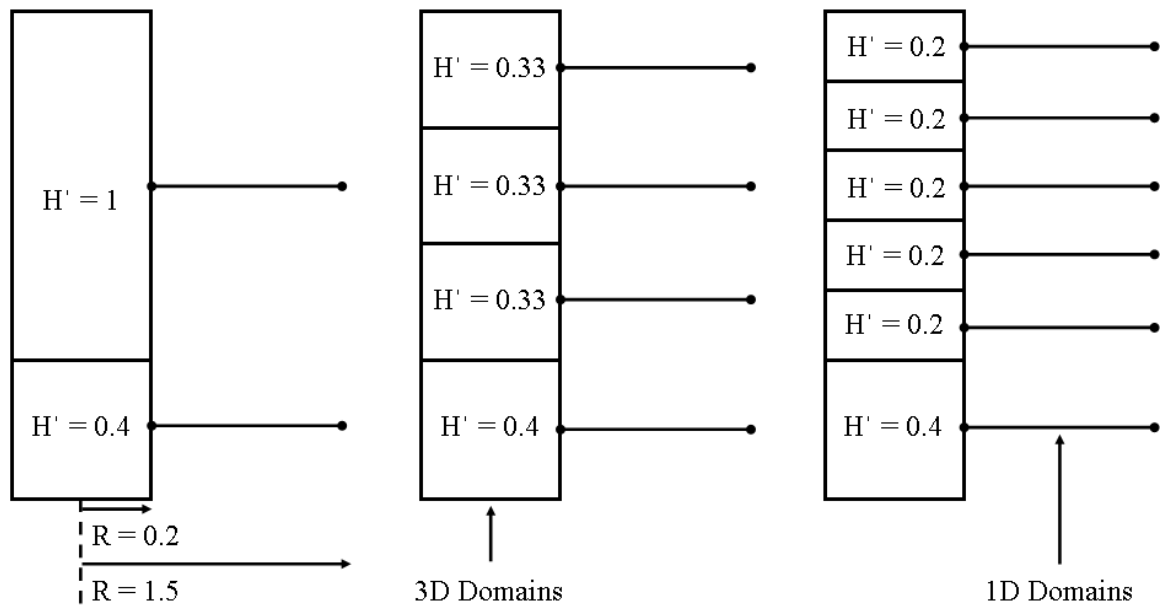 H' = 1
H' = 0.4
R = 0.2
R = 1.5
H' = 0.33
H' = 0.33
H' = 0.33
H' = 0.4
3D Domains
H' = 0.2
H' = 0.2
H' = 0.2
H' = 0.2
H' = 0.2
H' = 0.4
1D Domains